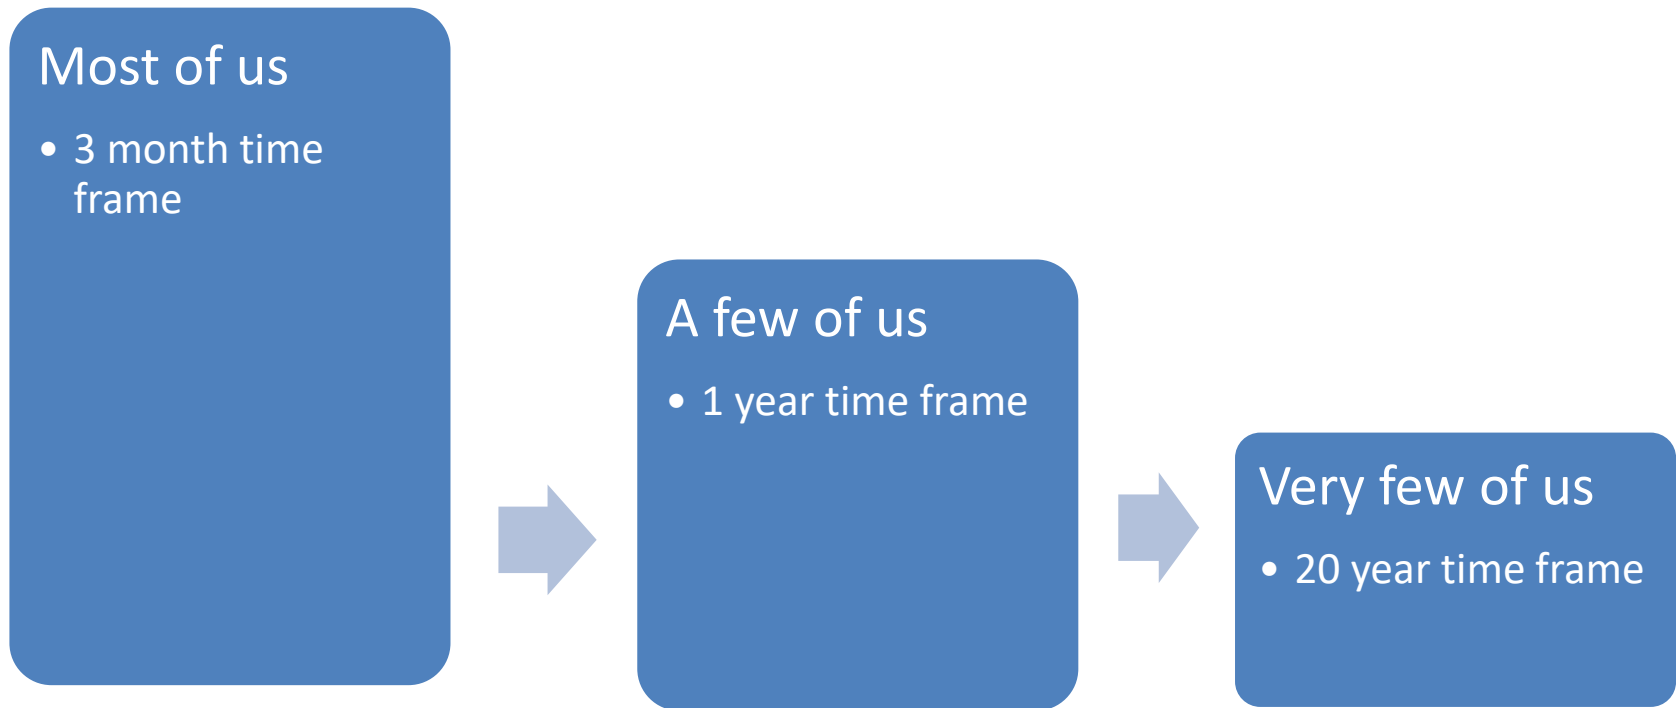 Most of us
• 3 month time
frame
A few of us
• 1 year time frame
Very few of us
• 20 year time frame